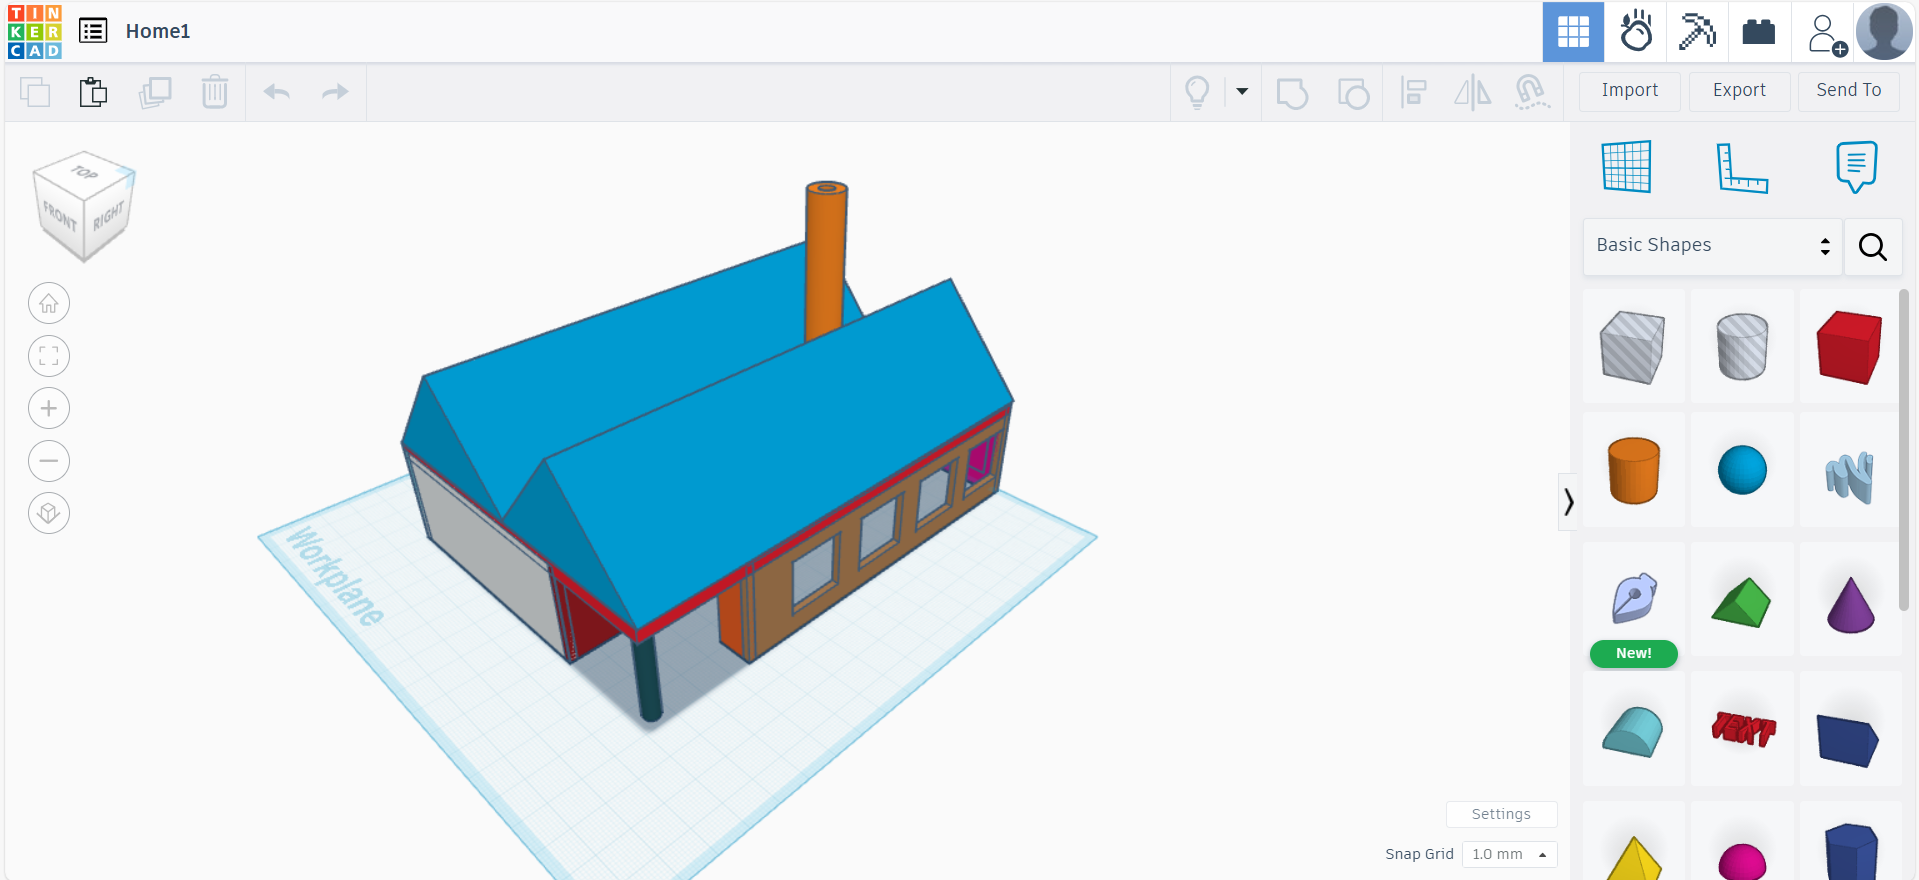 TIN
KER
CAD
Home1
Import
Export
Send To
TOP
FRONT
RIGHT
Basic Shapes
Workplane
New!
TEXT
Settings
Snap Grid
1.0 mm